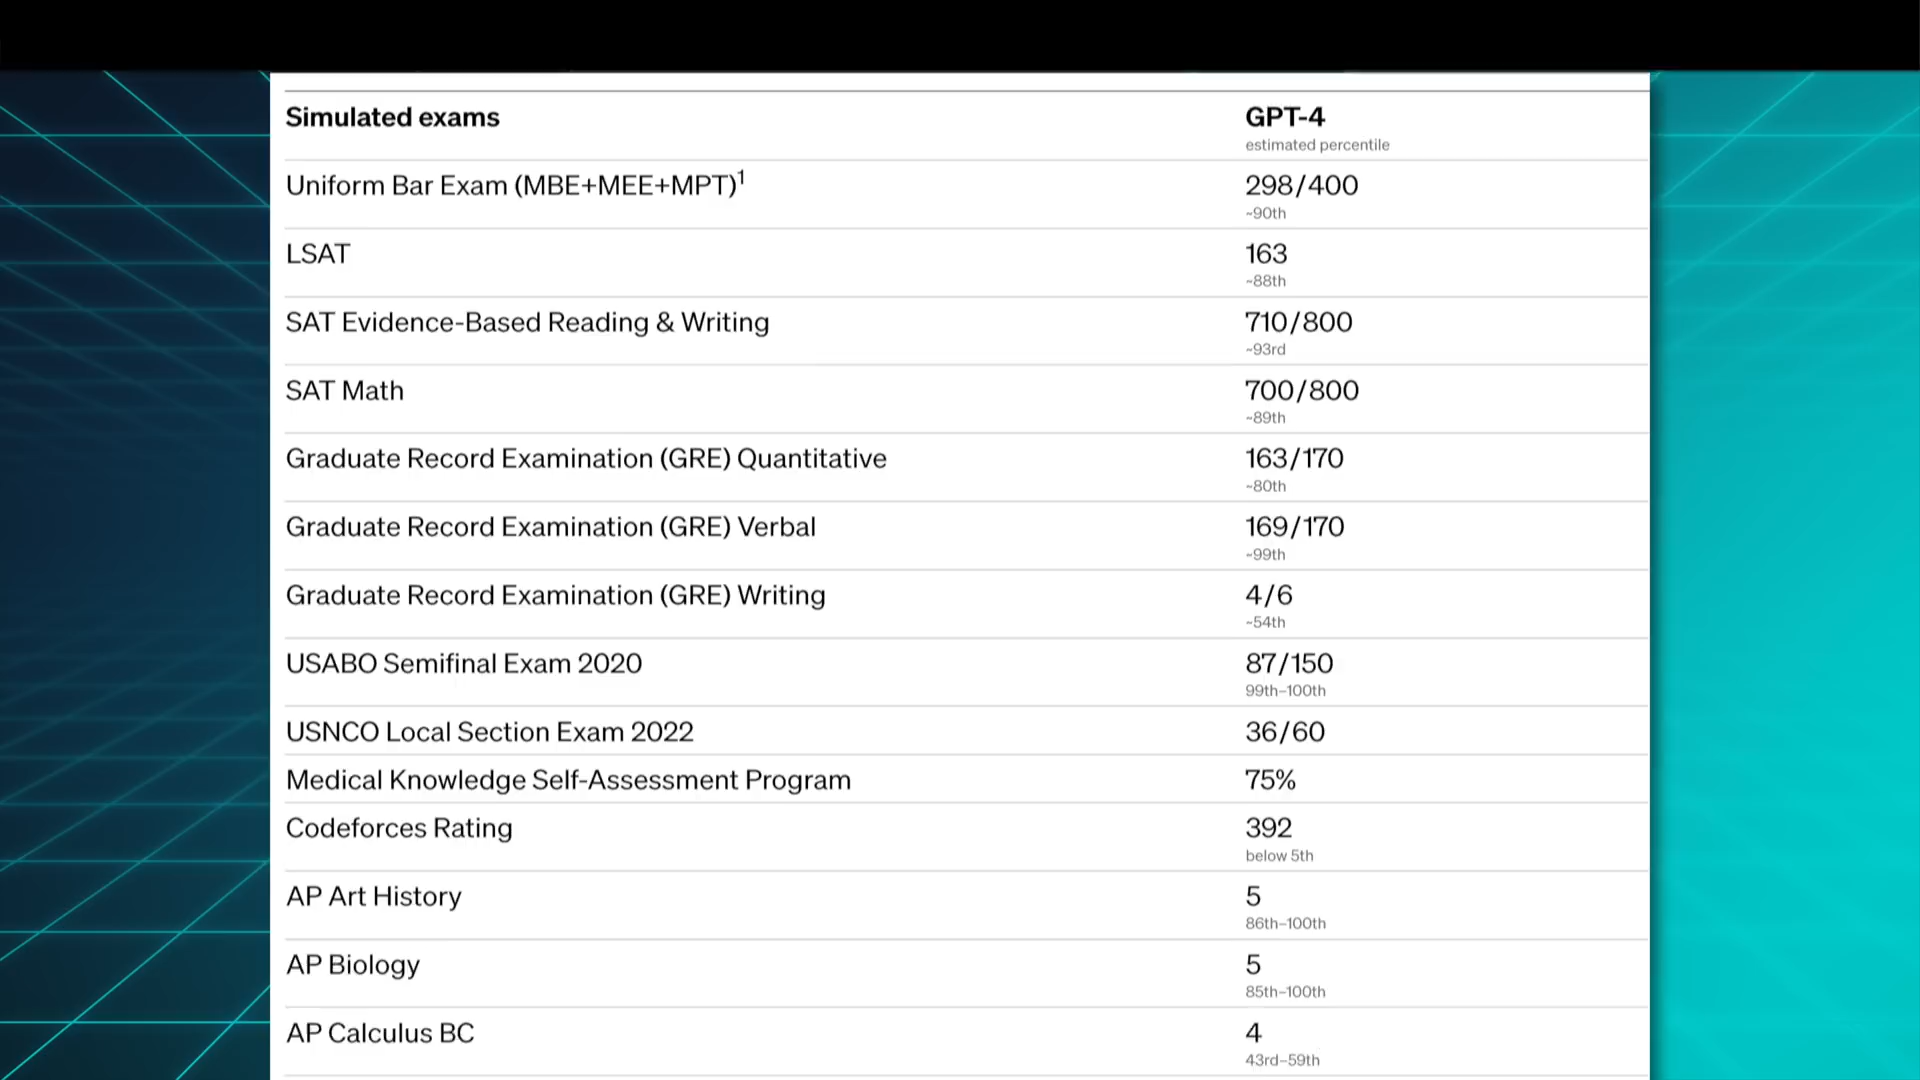 Simulated exams GPT-4
estimated percentile
Uniform Bar Exam (MBE+MEE+MPT)¹ 298/400
~90th
LSAT 163
~88th
SAT Evidence-Based Reading & Writing 710/800
~93rd
SAT Math 700/800
~89th
Graduate Record Examination (GRE) Quantitative 163/170
~80th
Graduate Record Examination (GRE) Verbal 169/170
~99th
Graduate Record Examination (GRE) Writing 4/6
~54th
USABO Semifinal Exam 2020 87/150
99th–100th
USNCO Local Section Exam 2022 36/60
Medical Knowledge Self-Assessment Program 75%
Codeforces Rating 392
below 5th
AP Art History 5
86th–100th
AP Biology 5
85th–100th
AP Calculus BC 4
43rd–59th